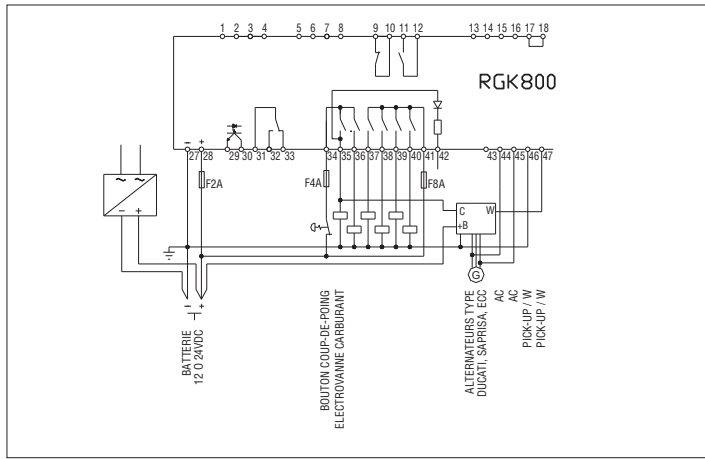 1 2 3 4 5 6 7 8 9 10 11 12 13 14 15 16 17 18
RGK800
− +
27 28 29 30 31 32 33 34 35 36 37 38 39 40 41 42 43 44 45 46 47
F2A
F4A
F8A
~ ~
− +
C W
+B
G
− +
BATTERIE
12 O 24VDC
BOUTON COUP-DE-POING
ELECTROVANNE CARBURANT
ALTERNATEURS TYPE
DUCATI, SAPRISA, ECC
AC
AC
PICK-UP / W
PICK-UP / W